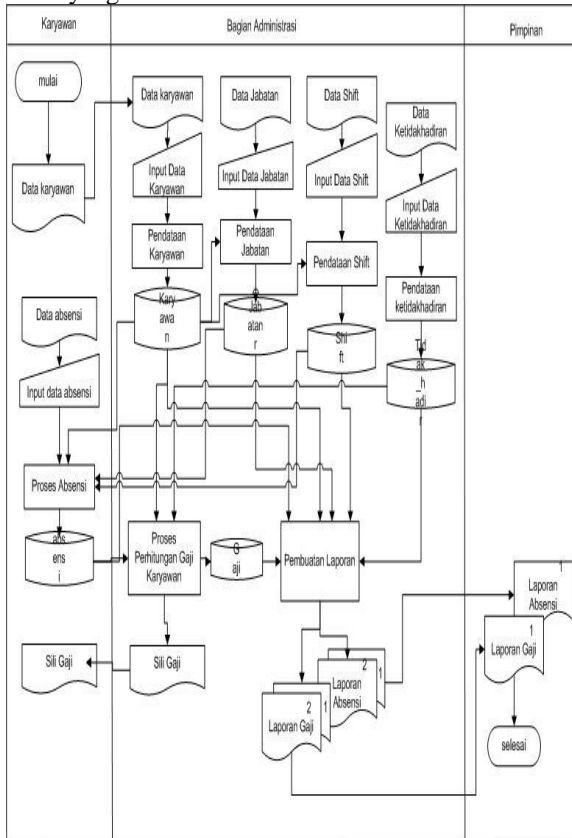 Karyawan
Bagian Administrasi
Pimpinan
mulai
Data karyawan
Data karyawan
Data Jabatan
Data Shift
Data
Ketidakhadiran
Input Data
Karyawan
Input Data Jabatan
Input Data Shift
Input Data
Ketidakhadiran
Pendataan
Karyawan
Pendataan
Jabatan
Pendataan Shift
Pendataan
ketidakhadiran
Kary
awa
n
Jab
atan
r
Shi
ft
Tid
ak
_h
adi
r
Data absensi
Input data absensi
Proses Absensi
abs
ens
i
Proses
Perhitungan Gaji
Karyawan
G
aji
Pembuatan Laporan
Sili Gaji
Sili Gaji
2
Laporan Gaji
1
2
Laporan
Absensi
1
1
Laporan
Absensi
1
Laporan Gaji
selesai